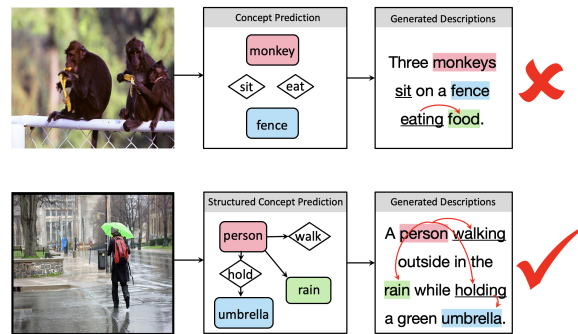 Concept Prediction
monkey
sit
eat
fence
Generated Descriptions
Three monkeys
sit on a fence
eating food.
Structured Concept Prediction
person
walk
hold
rain
umbrella
Generated Descriptions
A person walking
outside in the
rain while holding
a green umbrella.